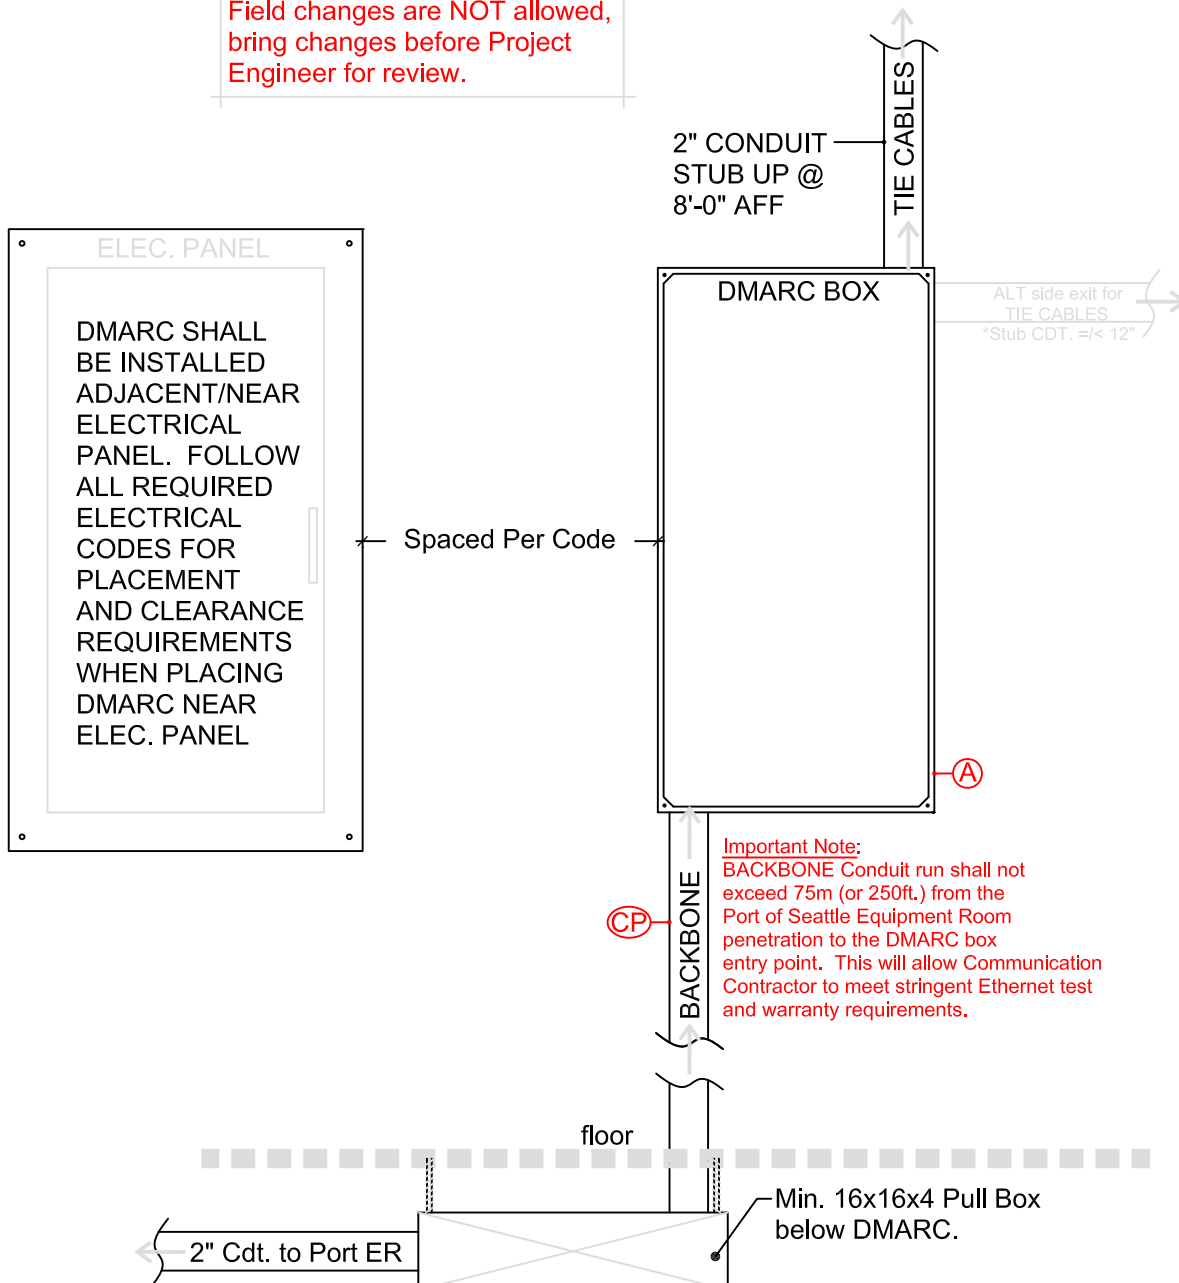 Field changes are NOT allowed,
bring changes before Project
Engineer for review.
TIE CABLES
2" CONDUIT
STUB UP @
8'-0" AFF
ELEC. PANEL
DMARC SHALL
BE INSTALLED
ADJACENT/NEAR
ELECTRICAL
PANEL.  FOLLOW
ALL REQUIRED
ELECTRICAL
CODES FOR
PLACEMENT
AND CLEARANCE
REQUIREMENTS
WHEN PLACING
DMARC NEAR
ELEC. PANEL
Spaced Per Code
DMARC BOX
ALT side exit for
TIE CABLES
*Stub CDT. =/< 12"
A
CP
BACKBONE
Important Note:
BACKBONE Conduit run shall not
exceed 75m (or 250ft.) from the
Port of Seattle Equipment Room
penetration to the DMARC box
entry point.  This will allow Communication
Contractor to meet stringent Ethernet test
and warranty requirements.
floor
Min. 16x16x4 Pull Box
below DMARC.
2" Cdt. to Port ER